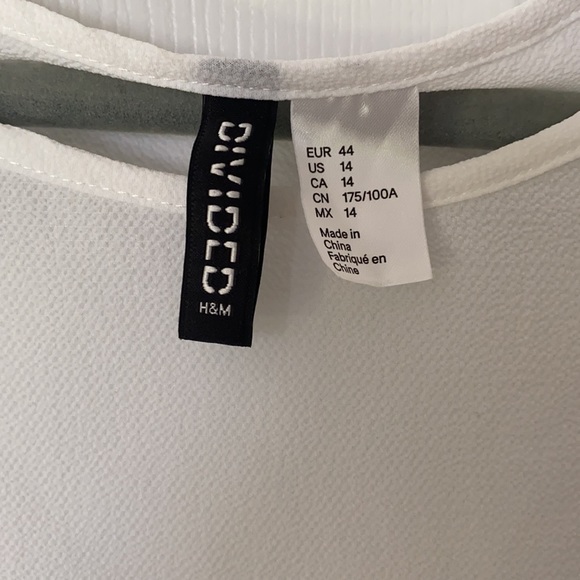 DIVIDED
H&M
EUR 44
US 14
CA 14
CN 175/100A
MX 14
Made in
China
Fabriqué en
Chine